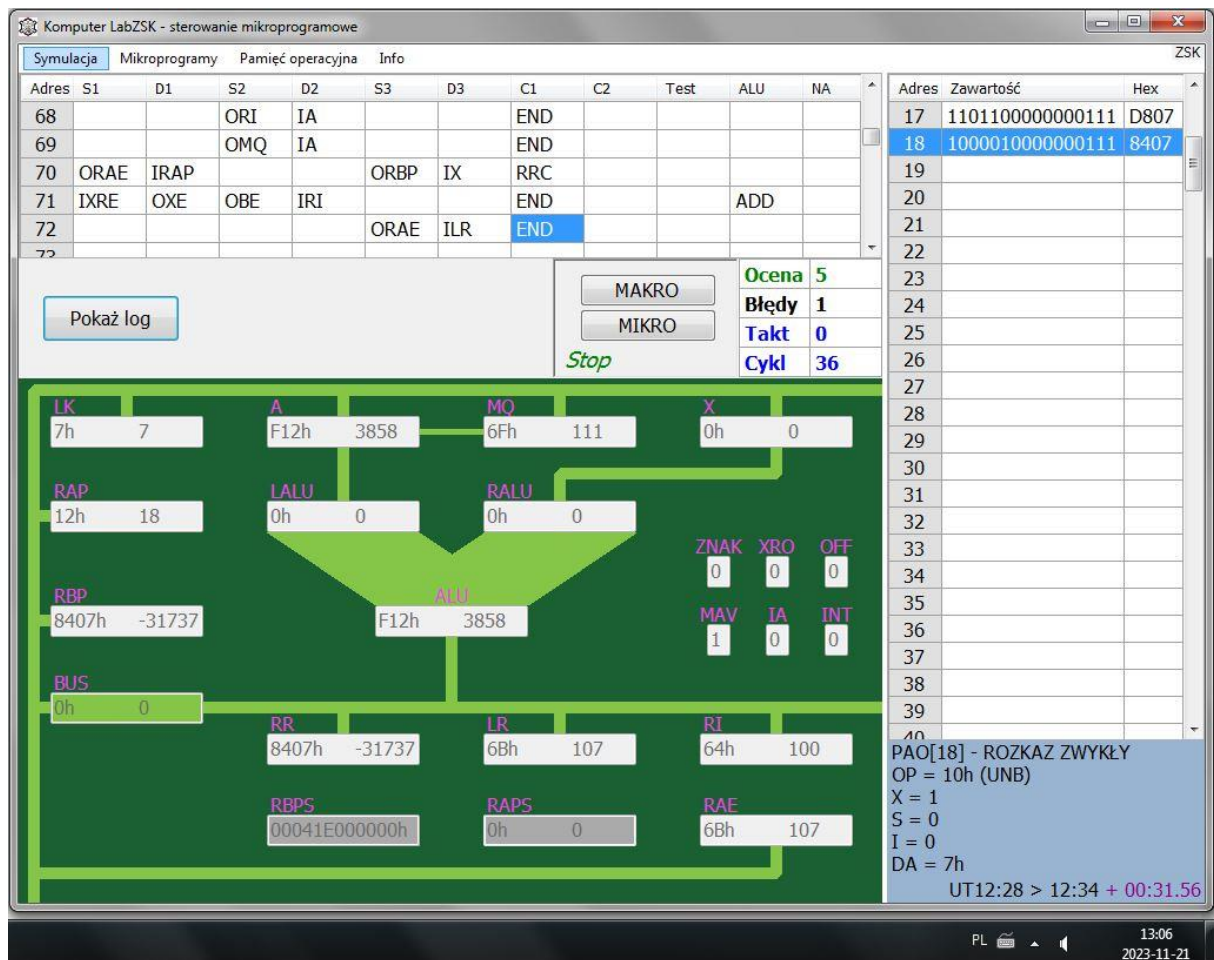 Komputer LabZSK - sterowanie mikroprogramowe
Symulacja Mikroprogramy Pamięć operacyjna Info ZSK
Adres S1 D1 S2 D2 S3 D3 C1 C2 Test ALU NA
68 ORI IA END
69 OMQ IA END
70 ORAE IRAP ORBP IX RRC
71 IXRE OXE OBE IRI END ADD
72 ORAE ILR END
73
Adres Zawartość Hex
17 1101100000000111 D807
18 1000010000000111 8407
19
20
21
22
23
24
25
26
27
28
29
30
31
32
33
34
35
36
37
38
39
40
Pokaż log
MAKRO
MIKRO
Stop
Ocena 5
Błędy 1
Takt 0
Cykl 36
LK A MQ X
7h 7 F12h 3858 6Fh 111 0h 0
RAP LALU RALU
12h 18 0h 0 0h 0
ZNAK XRO OFF
0 0 0
RBP ALU
8407h -31737 F12h 3858
MAV IA INT
1 0 0
BUS
0h 0
RR LR RI
8407h -31737 6Bh 107 64h 100
RBPS RAPS RAE
00041E000000h 0h 0 6Bh 107
PAO[18] - ROZKAZ ZWYKŁY
OP = 10h (UNB)
X = 1
S = 0
I = 0
DA = 7h
UT12:28 > 12:34 + 00:31.56
PL 13:06
2023-11-21